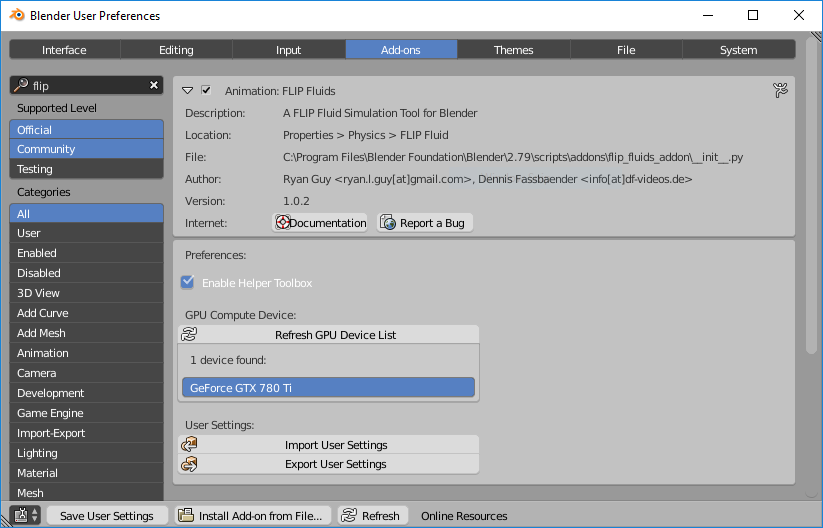 Blender User Preferences
Interface Editing Input Add-ons Themes File System
flip
Supported Level
Official
Community
Testing
Categories
All
User
Enabled
Disabled
3D View
Add Curve
Add Mesh
Animation
Camera
Development
Game Engine
Import-Export
Lighting
Material
Mesh
Animation: FLIP Fluids
Description: A FLIP Fluid Simulation Tool for Blender
Location: Properties > Physics > FLIP Fluid
File: C:\Program Files\Blender Foundation\Blender\2.79\scripts\addons\flip_fluids_addon\__init__.py
Author: Ryan Guy <ryan.l.guy[at]gmail.com>, Dennis Fassbaender <info[at]df-videos.de>
Version: 1.0.2
Internet: Documentation Report a Bug
Preferences:
Enable Helper Toolbox
GPU Compute Device:
Refresh GPU Device List
1 device found:
GeForce GTX 780 Ti
User Settings:
Import User Settings
Export User Settings
Save User Settings Install Add-on from File... Refresh Online Resources